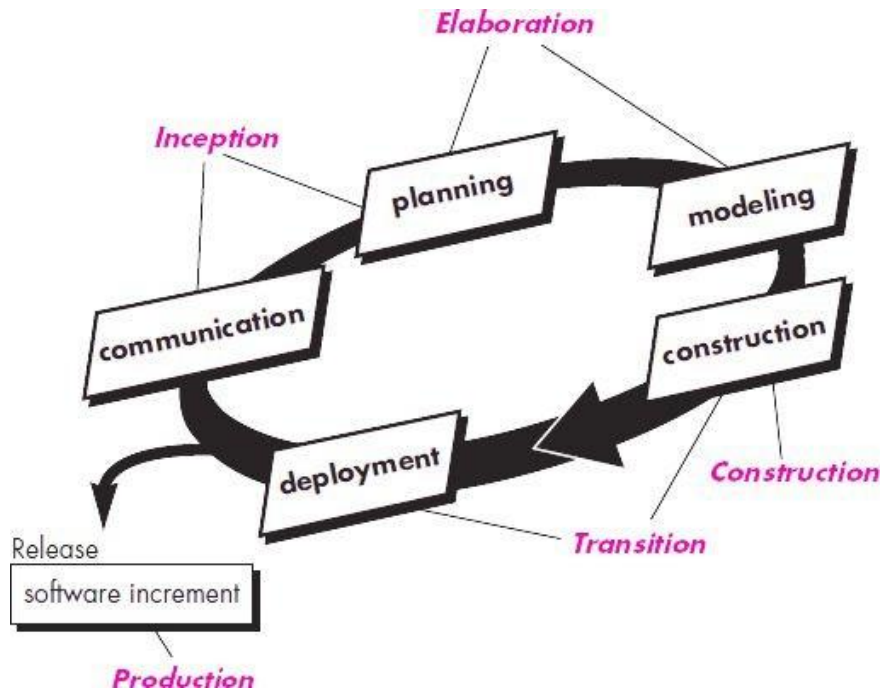 Elaboration
Inception
planning
modeling
communication
construction
deployment
Construction
Transition
Release
software increment
Production